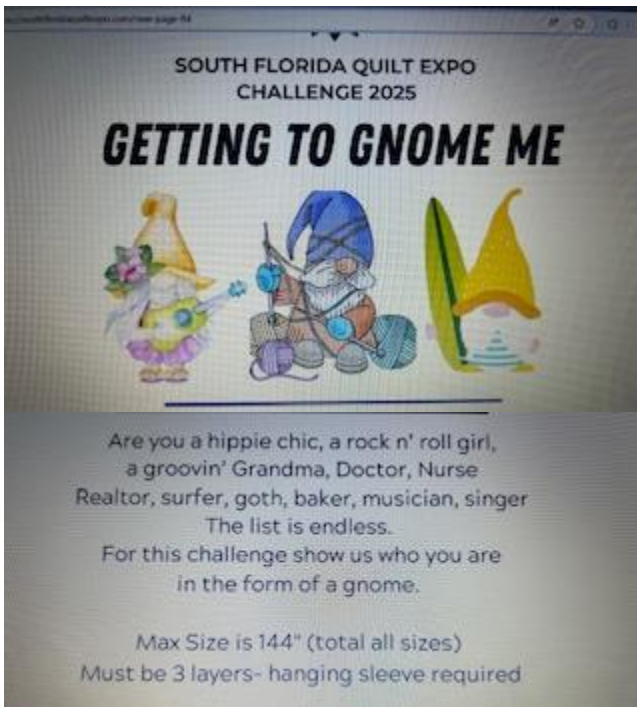 SOUTH FLORIDA QUILT EXPO
CHALLENGE 2025
GETTING TO GNOME ME
Are you a hippie chic, a rock n' roll girl,
a groovin' Grandma, Doctor, Nurse
Realtor, surfer, goth, baker, musician, singer
The list is endless.
For this challenge show us who you are
in the form of a gnome.
Max Size is 144" (total all sizes)
Must be 3 layers- hanging sleeve required